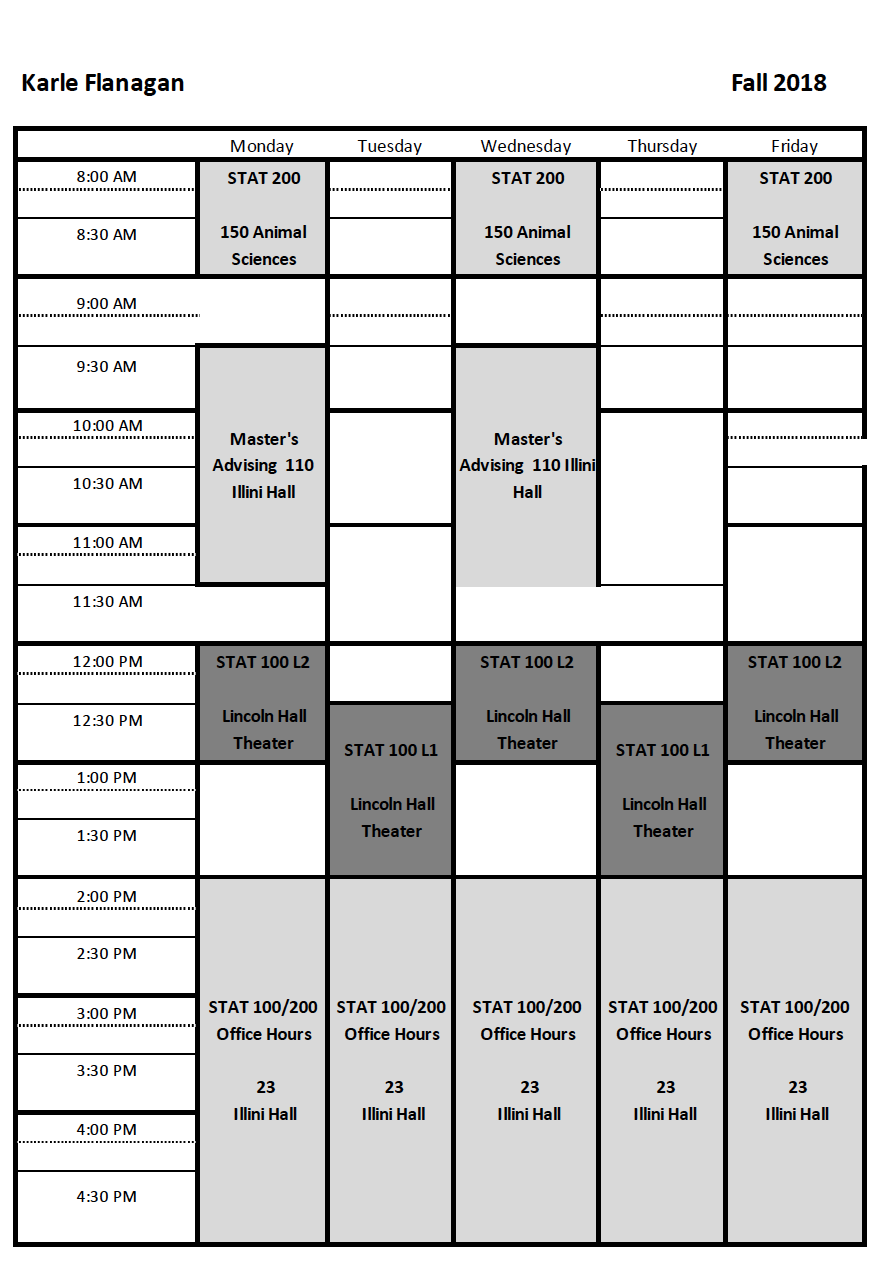 Karle Flanagan Fall 2018
Monday Tuesday Wednesday Thursday Friday
8:00 AM STAT 200 STAT 200 STAT 200
8:30 AM 150 Animal 150 Animal 150 Animal
Sciences Sciences Sciences
9:00 AM
9:30 AM
10:00 AM
Master's Master's
Advising 110 Advising 110 Illini
10:30 AM Illini Hall Hall
11:00 AM
11:30 AM
12:00 PM STAT 100 L2 STAT 100 L2 STAT 100 L2
12:30 PM Lincoln Hall Lincoln Hall Lincoln Hall
Theater Theater Theater
STAT 100 L1 STAT 100 L1
1:00 PM
Lincoln Hall Lincoln Hall
1:30 PM Theater Theater
2:00 PM
2:30 PM
3:00 PM STAT 100/200 STAT 100/200 STAT 100/200 STAT 100/200 STAT 100/200
Office Hours Office Hours Office Hours Office Hours Office Hours
3:30 PM
23 23 23 23 23
Illini Hall Illini Hall Illini Hall Illini Hall Illini Hall
4:00 PM
4:30 PM